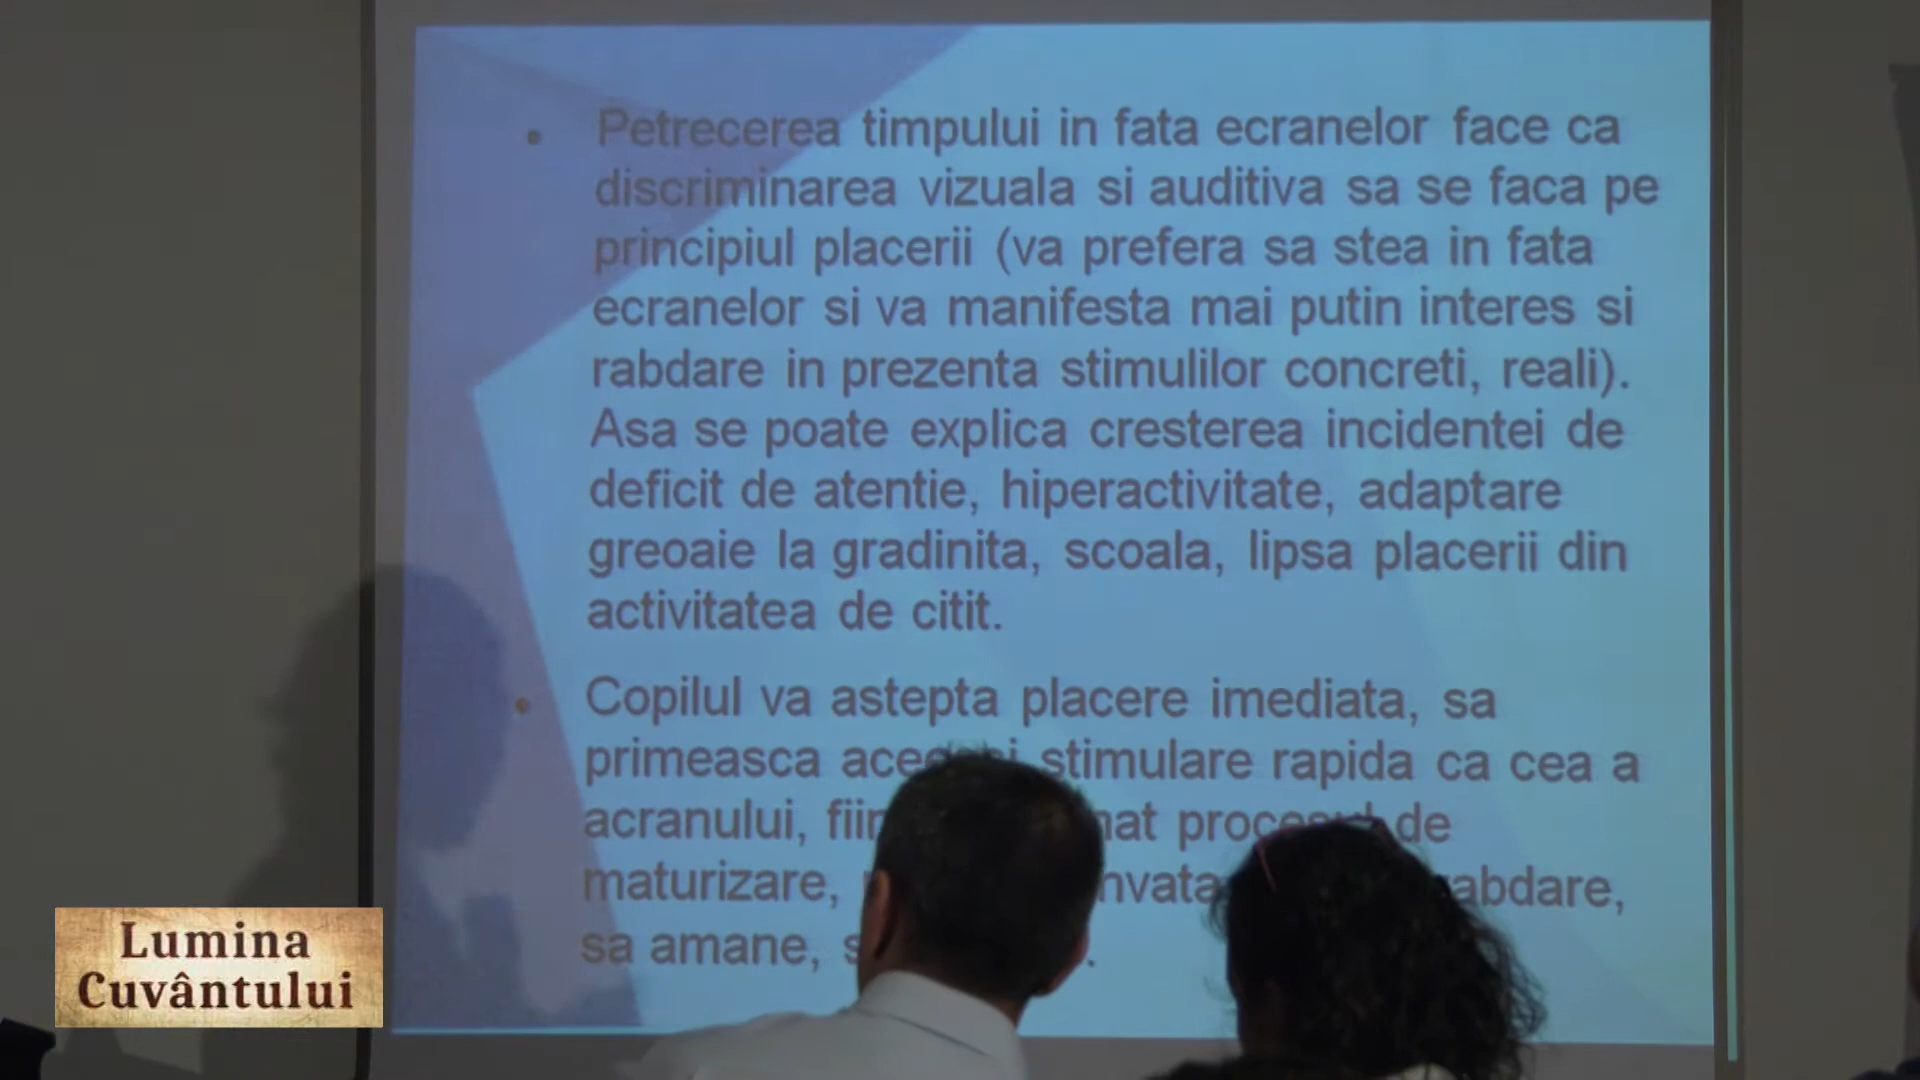 • Petrecerea timpului in fata ecranelor face ca
discriminarea vizuala si auditiva sa se faca pe
principiul placerii (va prefera sa stea in fata
ecranelor si va manifesta mai putin interes si
rabdare in prezenta stimulilor concreti, reali).
Asa se poate explica cresterea incidentei de
deficit de atentie, hiperactivitate, adaptare
greoaie la gradinita, scoala, lipsa placerii din
activitatea de citit.
• Copilul va astepta placere imediata, sa
primeasca stimulare rapida ca cea a
acranului, procesul de
maturizare,
sa amane,
Lumina
Cuvântului